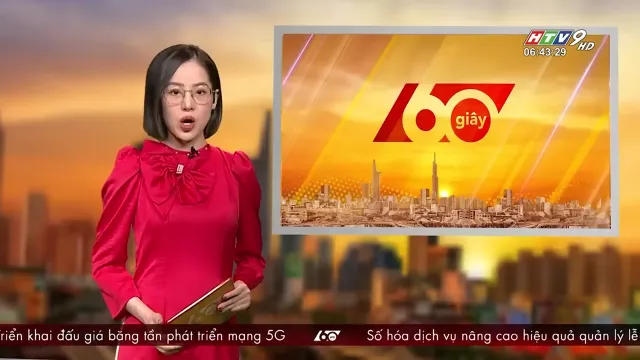 HTV9 HD
06:43:29
60 giây
Triển khai đấu giá băng tần phát triển mạng 5G 60 Số hóa dịch vụ nâng cao hiệu quả quản lý lễ